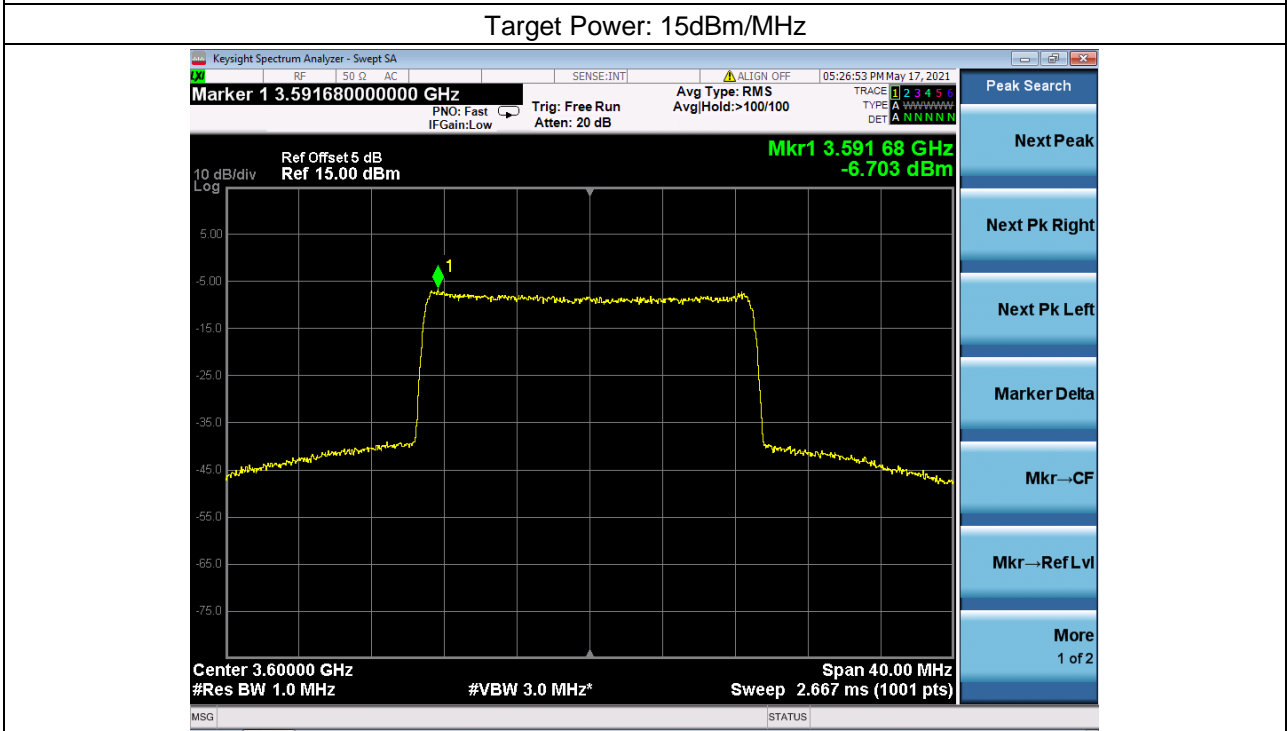 Target Power: 15dBm/MHz
Keysight Spectrum Analyzer - Swept SA
LXI RF 50 Ω AC SENSE:INT ALIGN OFF 05:26:53 PM May 17, 2021
Marker 1 3.591680000000 GHz
PNO: Fast
IFGain:Low
Trig: Free Run
Atten: 20 dB
Avg Type: RMS
Avg|Hold:>100/100
TRACE 1 2 3 4 5 6
TYPE A WWWWW
DET A N N N N N
Ref Offset 5 dB
10 dB/div Ref 15.00 dBm
Log
Mkr1 3.591 68 GHz
-6.703 dBm
5.00
-5.00
-15.0
-25.0
-35.0
-45.0
-55.0
-65.0
-75.0
1
Center 3.60000 GHz Span 40.00 MHz
#Res BW 1.0 MHz #VBW 3.0 MHz* Sweep 2.667 ms (1001 pts)
MSG STATUS
Peak Search
Next Peak
Next Pk Right
Next Pk Left
Marker Delta
Mkr→CF
Mkr→Ref Lvl
More
1 of 2